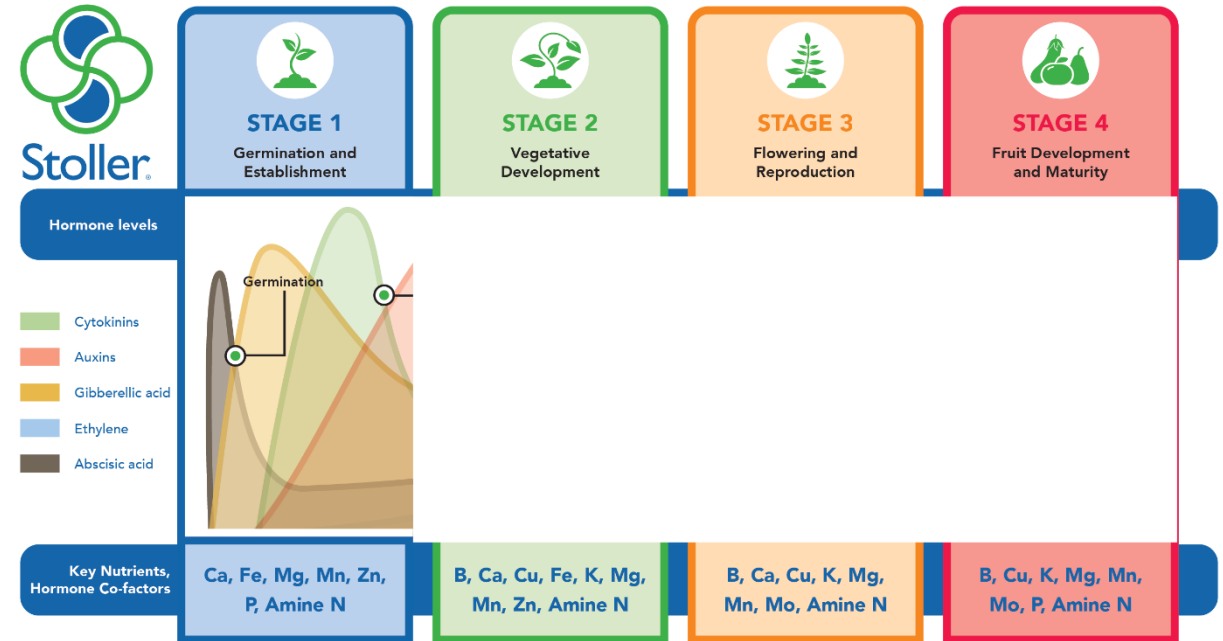 Stoller®
STAGE 1
Germination and
Establishment
STAGE 2
Vegetative
Development
STAGE 3
Flowering and
Reproduction
STAGE 4
Fruit Development
and Maturity
Hormone levels
Germination
Cytokinins
Auxins
Gibberellic acid
Ethylene
Abscisic acid
Key Nutrients,
Hormone Co-factors
Ca, Fe, Mg, Mn, Zn,
P, Amine N
B, Ca, Cu, Fe, K, Mg,
Mn, Zn, Amine N
B, Ca, Cu, K, Mg,
Mn, Mo, Amine N
B, Cu, K, Mg, Mn,
Mo, P, Amine N